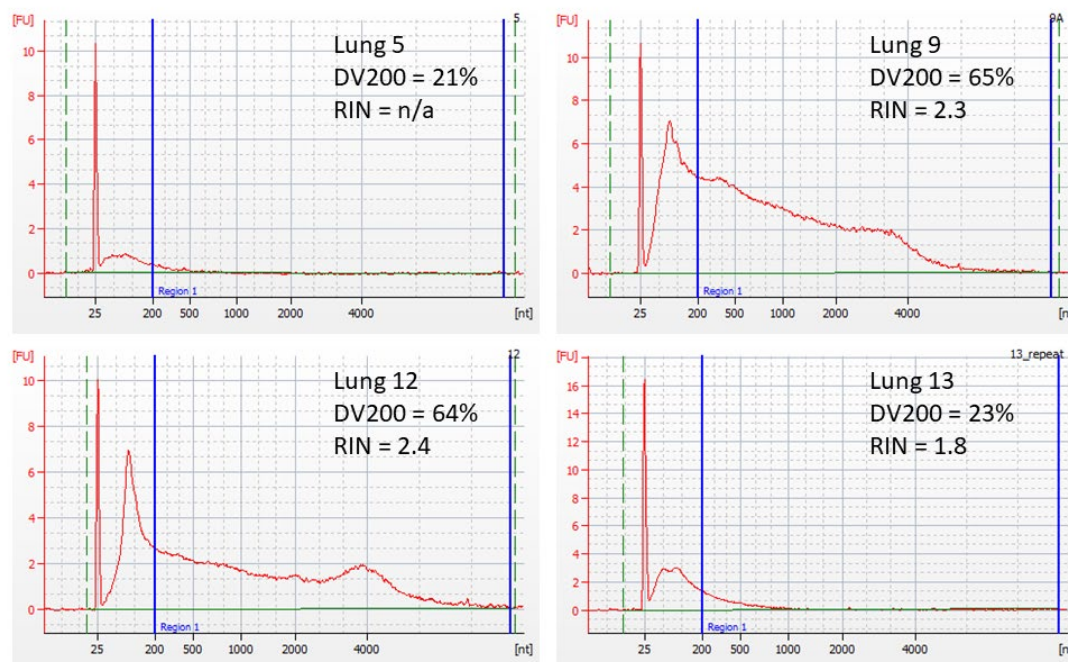 [FU]
5
10
8
6
4
2
0
Lung 5
DV200 = 21%
RIN = n/a
Region 1
25 200 500 1000 2000 4000 [nt]
[FU]
9A
10
8
6
4
2
0
Lung 9
DV200 = 65%
RIN = 2.3
Region 1
25 200 500 1000 2000 4000 [nt
[FU]
12
10
8
6
4
2
0
Lung 12
DV200 = 64%
RIN = 2.4
Region 1
25 200 500 1000 2000 4000 [nt]
[FU]
13_repeat
16
14
12
10
8
6
4
2
0
Lung 13
DV200 = 23%
RIN = 1.8
Region 1
25 200 500 1000 2000 4000 [nt